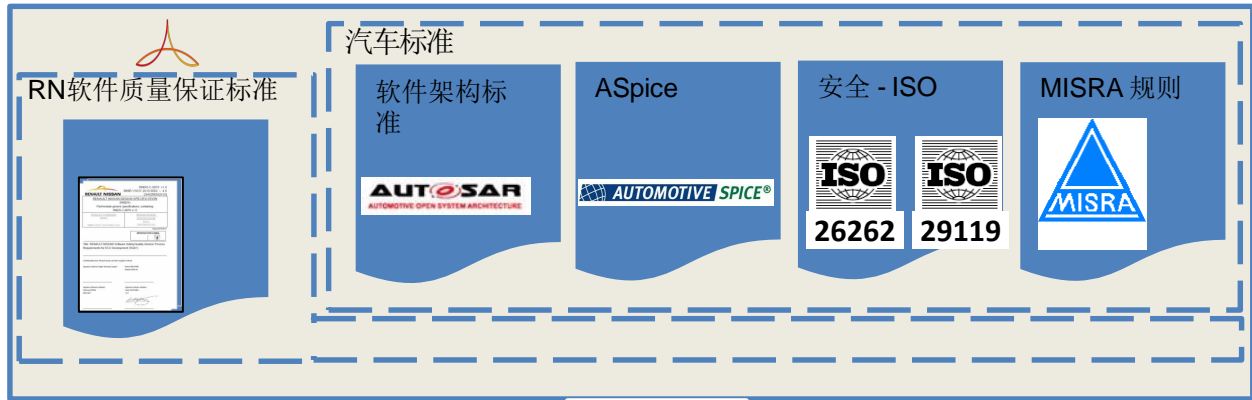 汽车标准
RN软件质量保证标准
软件架构标
准
ASpice
安全 - ISO
MISRA 规则
AUTOSAR
AUTOMOTIVE OPEN SYSTEM ARCHITECTURE
AUTOMOTIVE SPICE®
ISO
26262
ISO
29119
MISRA
RENAULT NISSAN